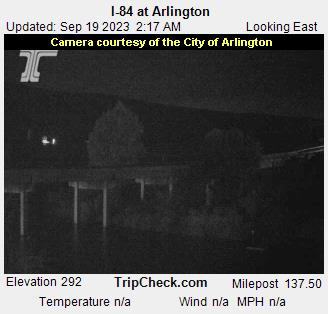 I-84 at Arlington
Updated: Sep 19 2023 2:17 AM Looking East
Camera courtesy of the City of Arlington
Elevation 292 TripCheck.com Milepost 137.50
Temperature n/a Wind n/a MPH n/a